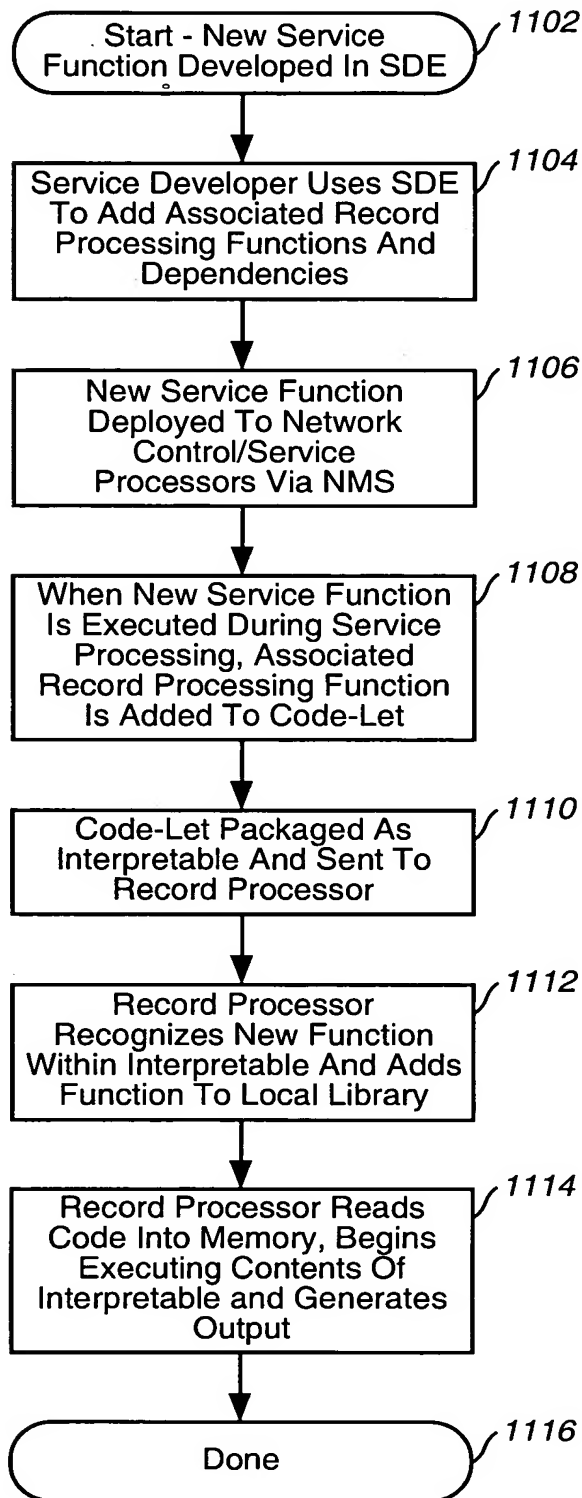 Start - New Service
Function Developed In SDE
1102
Service Developer Uses SDE
To Add Associated Record
Processing Functions And
Dependencies
1104
New Service Function
Deployed To Network
Control/Service
Processors Via NMS
1106
When New Service Function
Is Executed During Service
Processing, Associated
Record Processing Function
Is Added To Code-Let
1108
Code-Let Packaged As
Interpretable And Sent To
Record Processor
1110
Record Processor
Recognizes New Function
Within Interpretable And Adds
Function To Local Library
1112
Record Processor Reads
Code Into Memory, Begins
Executing Contents Of
Interpretable and Generates
Output
1114
Done
1116